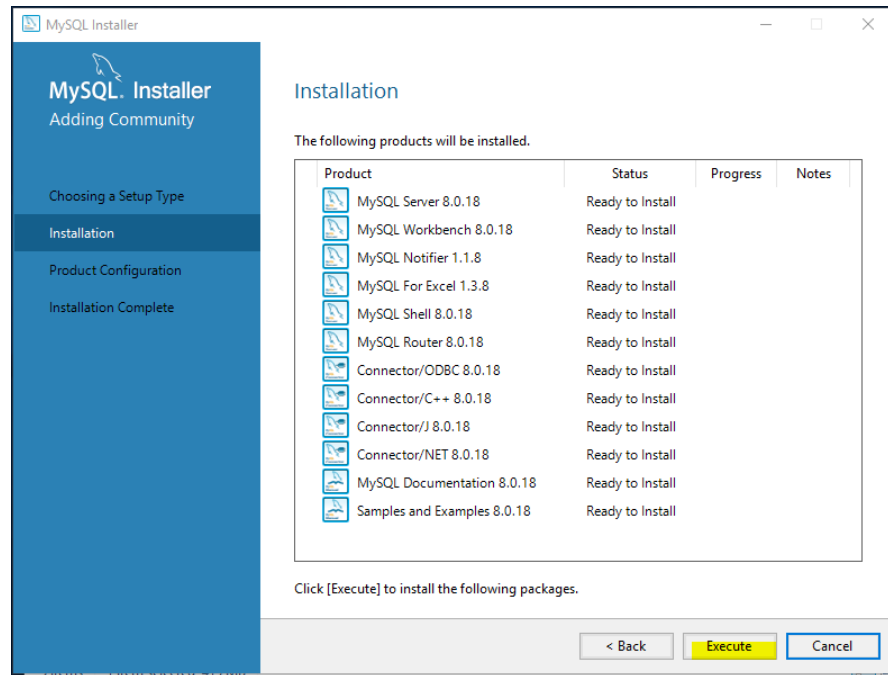 MySQL Installer
MySQL. Installer
Adding Community
Choosing a Setup Type
Installation
Product Configuration
Installation Complete
Installation
The following products will be installed.
Product Status Progress Notes
MySQL Server 8.0.18 Ready to Install
MySQL Workbench 8.0.18 Ready to Install
MySQL Notifier 1.1.8 Ready to Install
MySQL For Excel 1.3.8 Ready to Install
MySQL Shell 8.0.18 Ready to Install
MySQL Router 8.0.18 Ready to Install
Connector/ODBC 8.0.18 Ready to Install
Connector/C++ 8.0.18 Ready to Install
Connector/J 8.0.18 Ready to Install
Connector/NET 8.0.18 Ready to Install
MySQL Documentation 8.0.18 Ready to Install
Samples and Examples 8.0.18 Ready to Install
Click [Execute] to install the following packages.
< Back Execute Cancel